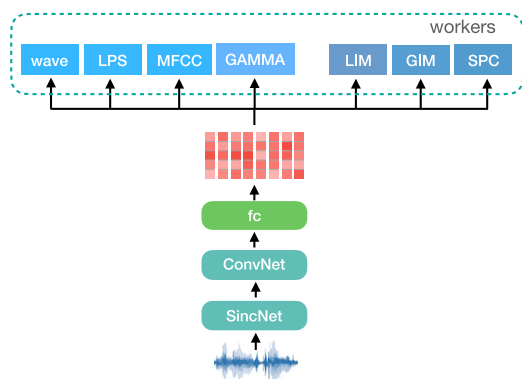 workers
wave LPS MFCC GAMMA LIM GIM SPC
fc
ConvNet
SincNet